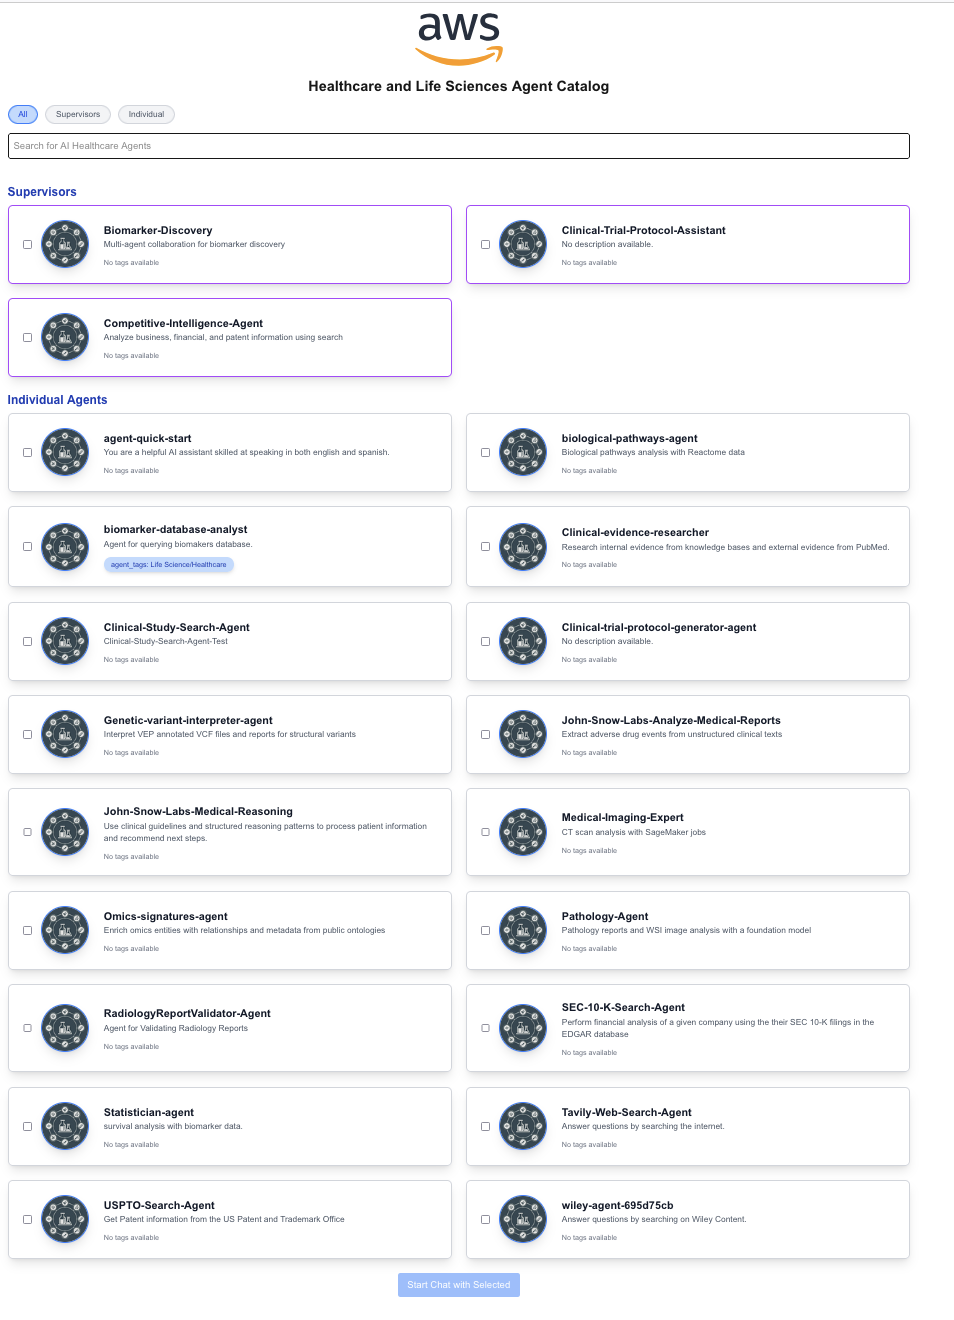 aws
Healthcare and Life Sciences Agent Catalog
All
Supervisors
Individual
Search for AI Healthcare Agents
Supervisors
Biomarker-Discovery
Multi-agent collaboration for biomarker discovery
No tags available
Clinical-Trial-Protocol-Assistant
No description available.
No tags available
Competitive-Intelligence-Agent
Analyze business, financial, and patent information using search
No tags available
Individual Agents
agent-quick-start
You are a helpful AI assistant skilled at speaking in both english and spanish.
No tags available
biological-pathways-agent
Biological pathways analysis with Reactome data
No tags available
biomarker-database-analyst
Agent for querying biomakers database.
agent_tags: Life Science/Healthcare
Clinical-evidence-researcher
Research internal evidence from knowledge bases and external evidence from PubMed.
No tags available
Clinical-Study-Search-Agent
Clinical-Study-Search-Agent-Test
No tags available
Clinical-trial-protocol-generator-agent
No description available.
No tags available
Genetic-variant-interpreter-agent
Interpret VEP annotated VCF files and reports for structural variants
No tags available
John-Snow-Labs-Analyze-Medical-Reports
Extract adverse drug events from unstructured clinical texts
No tags available
John-Snow-Labs-Medical-Reasoning
Use clinical guidelines and structured reasoning patterns to process patient information
and recommend next steps.
No tags available
Medical-Imaging-Expert
CT scan analysis with SageMaker jobs
No tags available
Omics-signatures-agent
Enrich omics entities with relationships and metadata from public ontologies
No tags available
Pathology-Agent
Pathology reports and WSI image analysis with a foundation model
No tags available
RadiologyReportValidator-Agent
Agent for Validating Radiology Reports
No tags available
SEC-10-K-Search-Agent
Perform financial analysis of a given company using the their SEC 10-K filings in the
EDGAR database
No tags available
Statistician-agent
survival analysis with biomarker data.
No tags available
Tavily-Web-Search-Agent
Answer questions by searching the internet.
No tags available
USPTO-Search-Agent
Get Patent information from the US Patent and Trademark Office
No tags available
wiley-agent-695d75cb
Answer questions by searching on Wiley Content.
No tags available
Start Chat with Selected